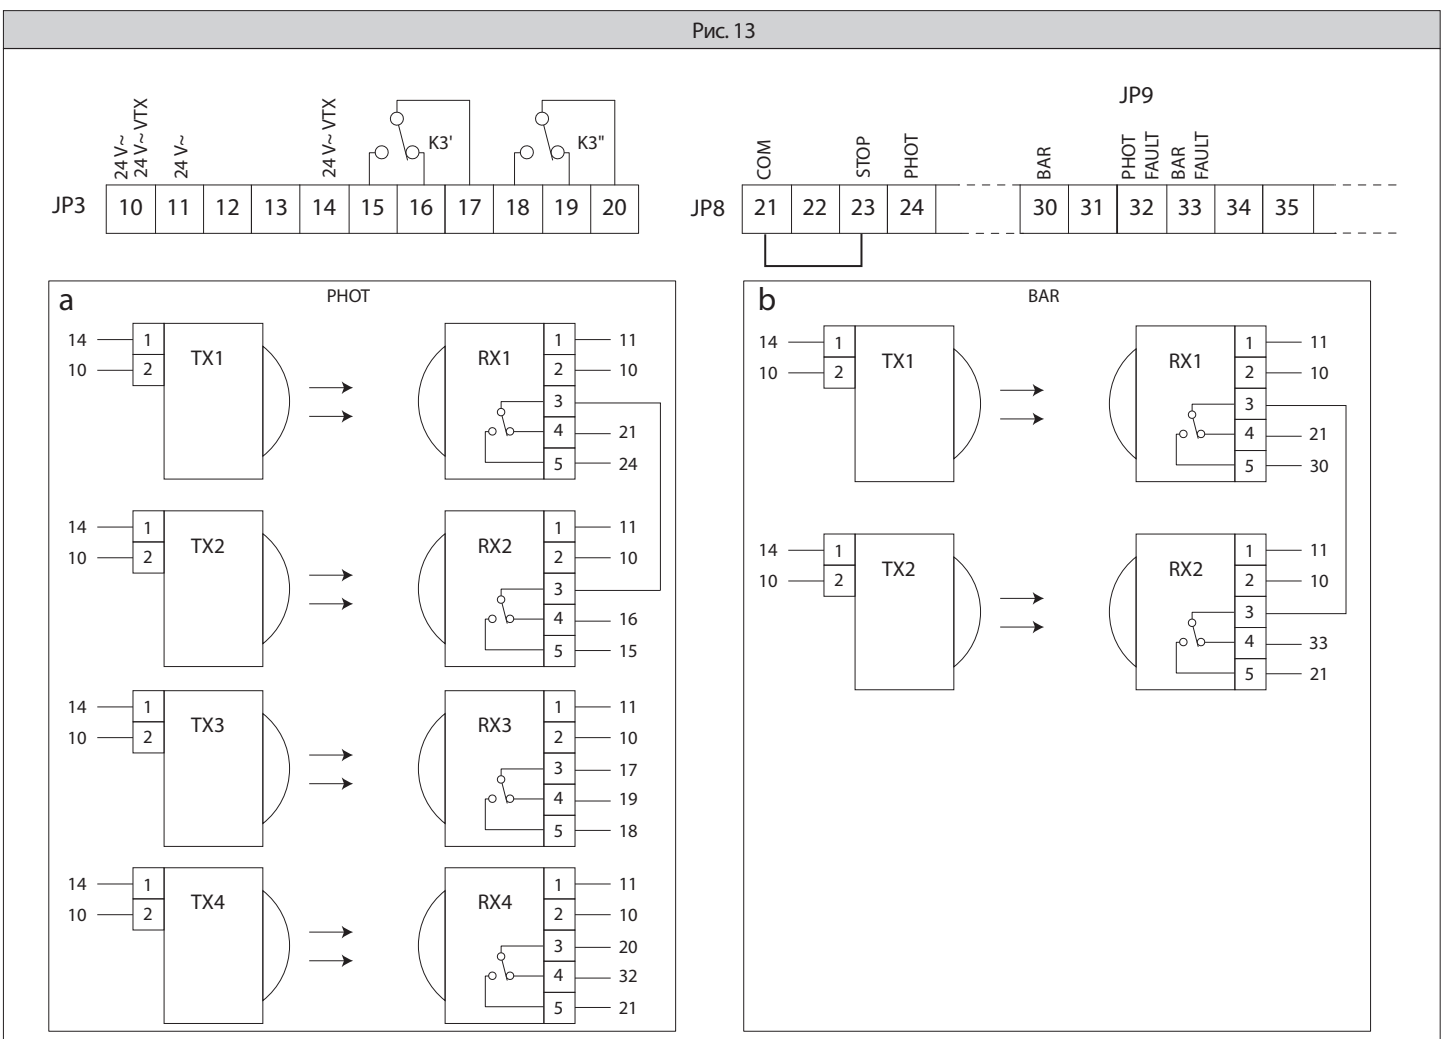 Рис. 13
24 V~
24 V~ VTX
24 V~
24 V~ VTX
K3'
K3"
JP3 10 11 12 13 14 15 16 17 18 19 20
JP9
COM
STOP
PHOT
BAR
PHOT
FAULT
BAR
FAULT
JP8 21 22 23 24 30 31 32 33 34 35
a PHOT
14 1 TX1 RX1 1 11
10 2 2 10
3
4 21
5 24
14 1 TX2 RX2 1 11
10 2 2 10
3
4 16
5 15
14 1 TX3 RX3 1 11
10 2 2 10
3 17
4 19
5 18
14 1 TX4 RX4 1 11
10 2 2 10
3 20
4 32
5 21
b BAR
14 1 TX1 RX1 1 11
10 2 2 10
3
4 21
5 30
14 1 TX2 RX2 1 11
10 2 2 10
3
4 33
5 21